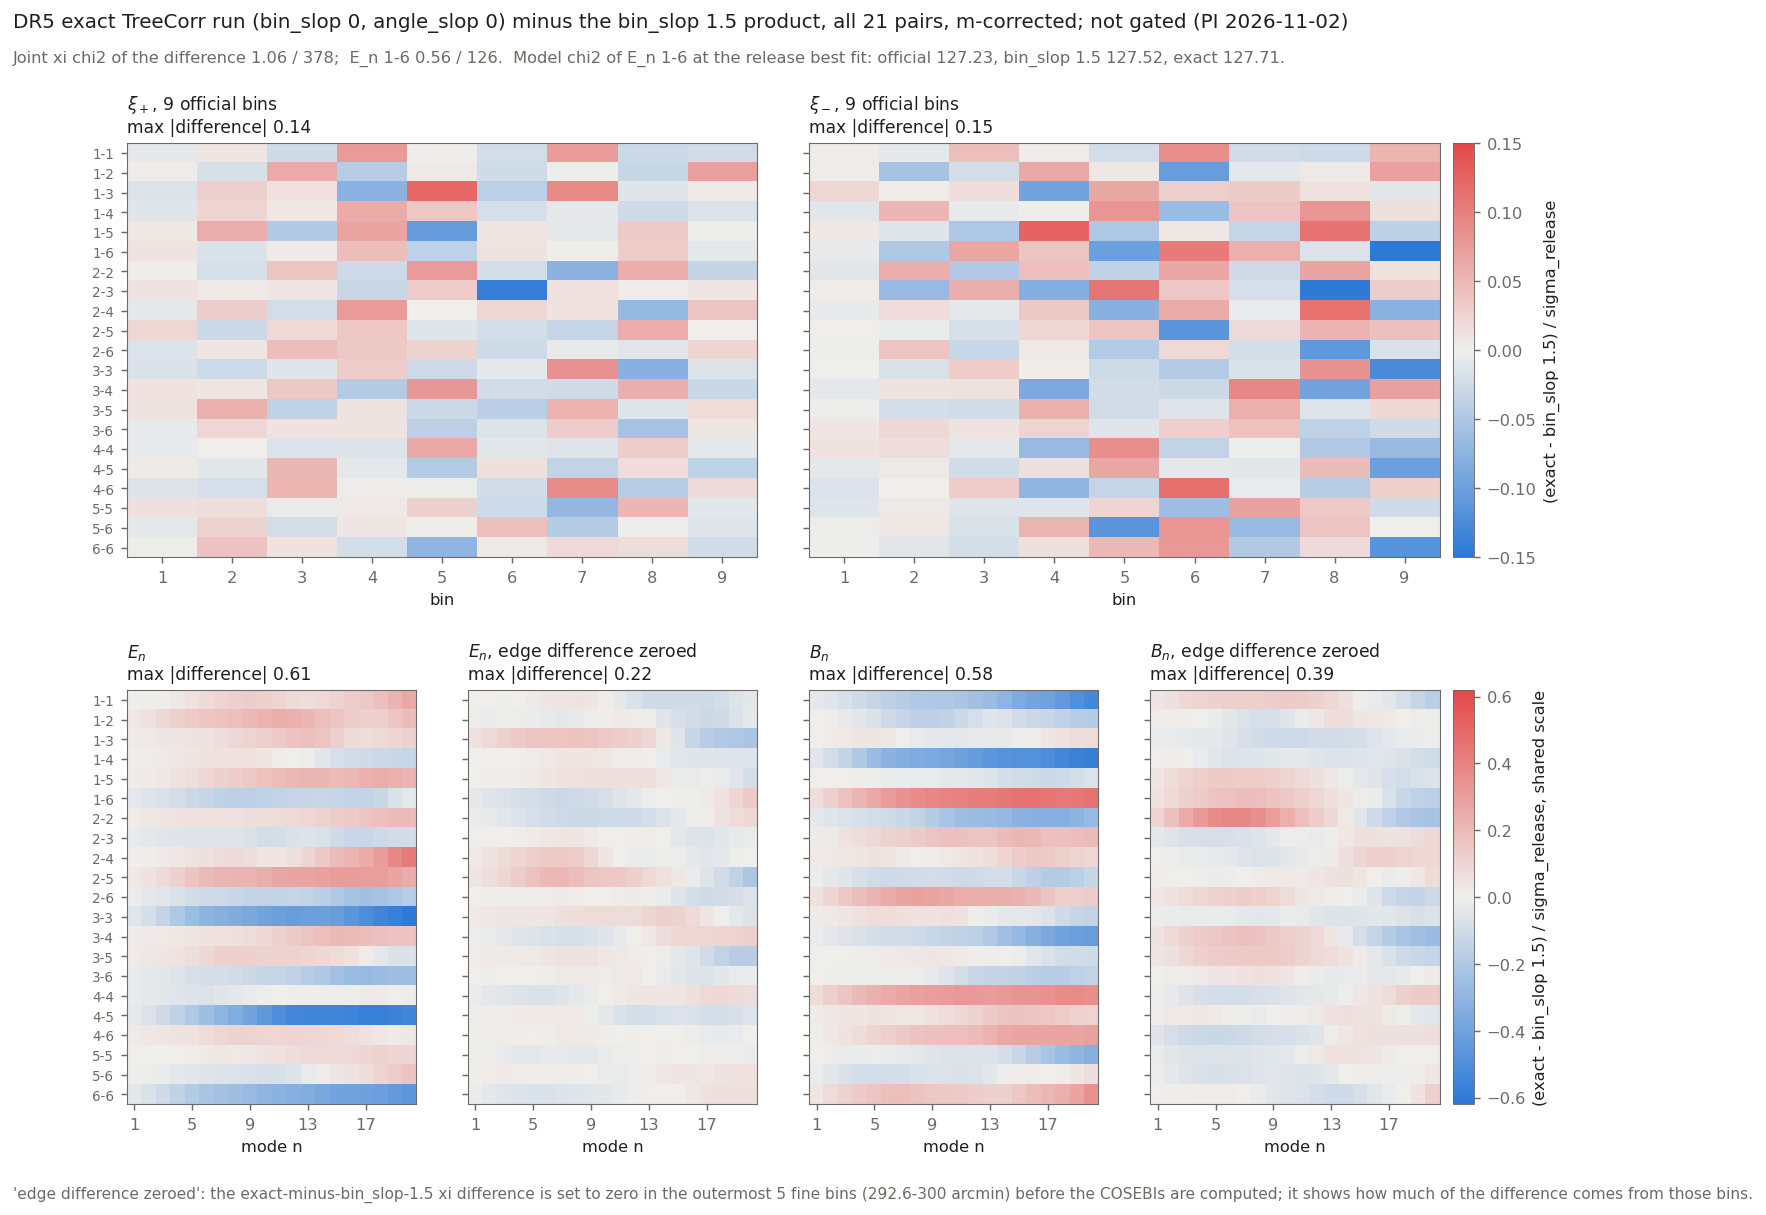 DR5 exact TreeCorr run (bin_slop 0, angle_slop 0) minus the bin_slop 1.5 product, all 21 pairs, m-corrected; not gated (PI 2026-11-02)
Joint xi chi2 of the difference 1.06 / 378;  E_n 1-6 0.56 / 126.  Model chi2 of E_n 1-6 at the release best fit: official 127.23, bin_slop 1.5 127.52, exact 127.71.
ξ+, 9 official bins
max |difference| 0.14
1-1
1-2
1-3
1-4
1-5
1-6
2-2
2-3
2-4
2-5
2-6
3-3
3-4
3-5
3-6
4-4
4-5
4-6
5-5
5-6
6-6
1 2 3 4 5 6 7 8 9
bin
ξ−, 9 official bins
max |difference| 0.15
1 2 3 4 5 6 7 8 9
bin
0.15
0.10
0.05
0.00
−0.05
−0.10
−0.15
(exact - bin_slop 1.5) / sigma_release
En
max |difference| 0.61
1-1
1-2
1-3
1-4
1-5
1-6
2-2
2-3
2-4
2-5
2-6
3-3
3-4
3-5
3-6
4-4
4-5
4-6
5-5
5-6
6-6
1 5 9 13 17
mode n
En, edge difference zeroed
max |difference| 0.22
1 5 9 13 17
mode n
Bn
max |difference| 0.58
1 5 9 13 17
mode n
Bn, edge difference zeroed
max |difference| 0.39
1 5 9 13 17
mode n
0.6
0.4
0.2
0.0
−0.2
−0.4
−0.6
(exact - bin_slop 1.5) / sigma_release, shared scale
'edge difference zeroed': the exact-minus-bin_slop-1.5 xi difference is set to zero in the outermost 5 fine bins (292.6-300 arcmin) before the COSEBIs are computed; it shows how much of the difference comes from those bins.